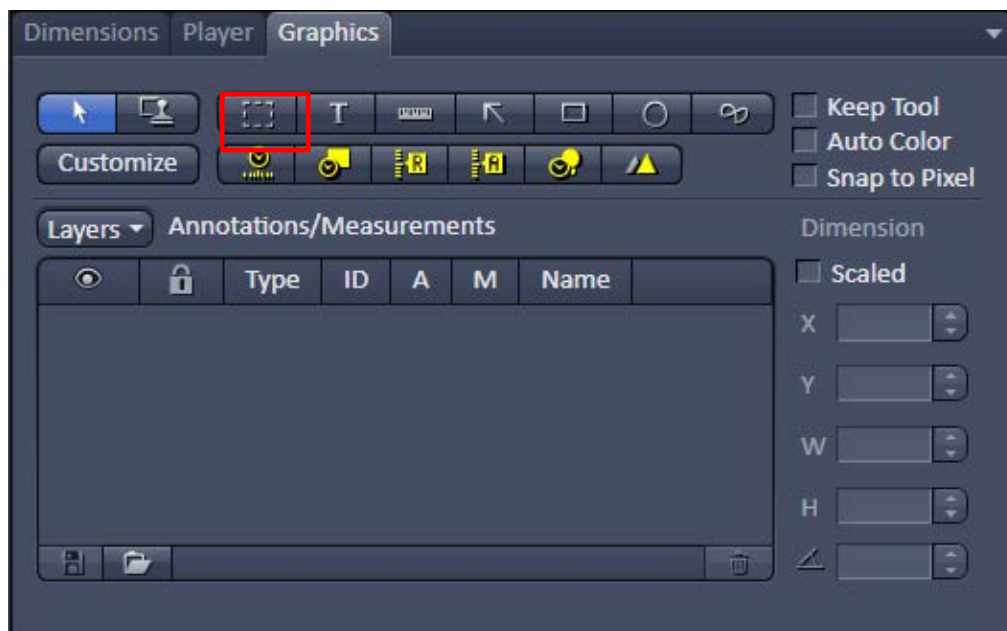 Dimensions Player Graphics
T
Keep Tool
Auto Color
Customize R A
Snap to Pixel
Layers Annotations/Measurements
Dimension
Type ID A M Name
Scaled
X
Y
W
H